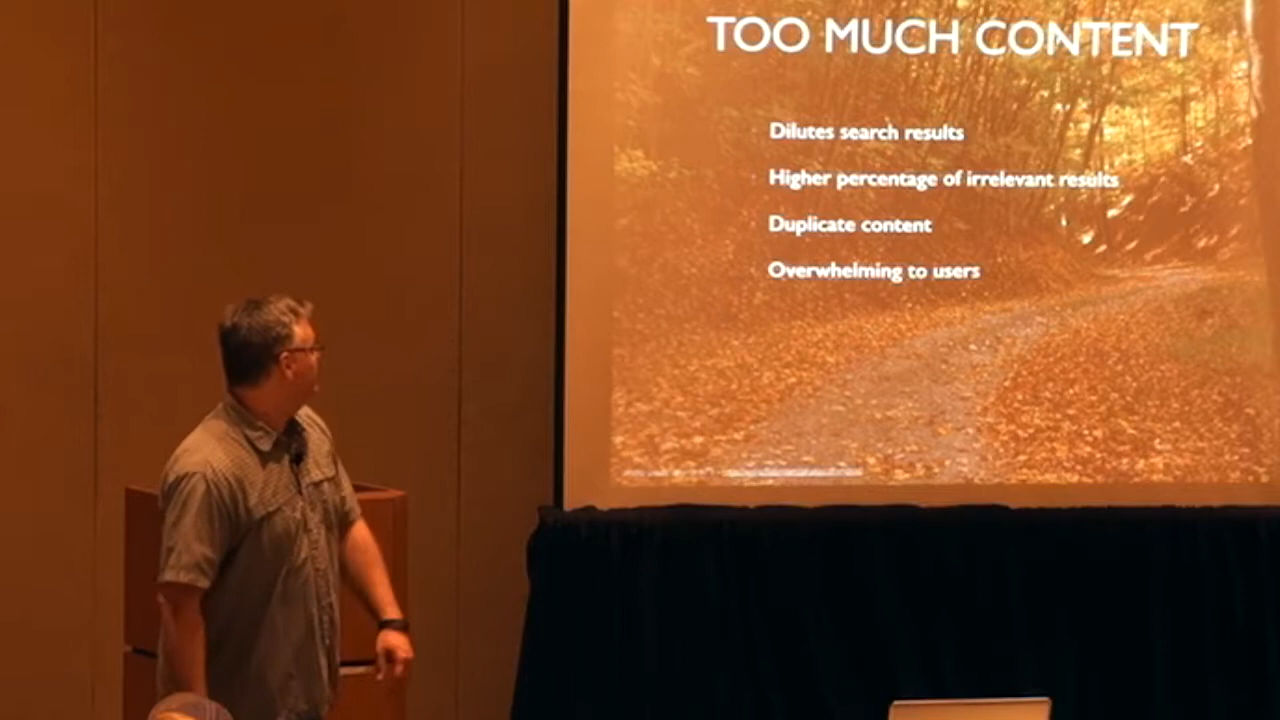 TOO MUCH CONTENT
Dilutes search results
Higher percentage of irrelevant results
Duplicate content
Overwhelming to users